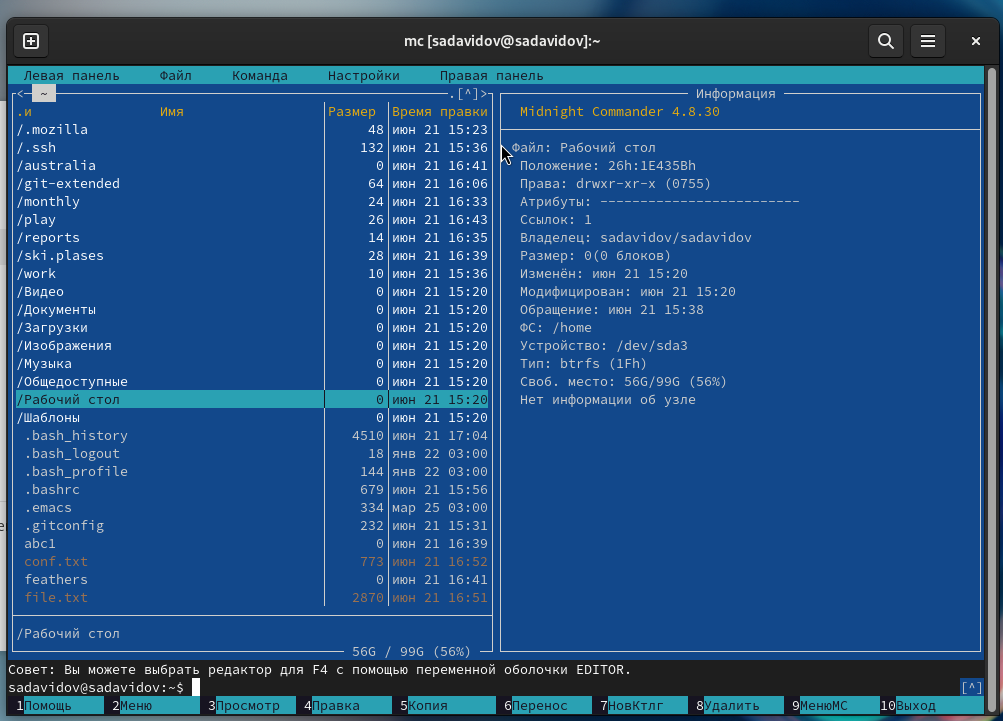 mc [sadavidov@sadavidov]:~
Левая панель Файл Команда Настройки Правая панель
<─ ~ .[^]>
Информация
.и Имя Размер Время правки
Midnight Commander 4.8.30
/.mozilla 48 июн 21 15:23
/.ssh 132 июн 21 15:36
Файл: Рабочий стол
/australia 0 июн 21 16:41
Положение: 26h:1E435Bh
/git-extended 64 июн 21 16:06
Права: drwxr-xr-x (0755)
/monthly 24 июн 21 16:33
Атрибуты: -------------------------
/play 26 июн 21 16:43
Ссылок: 1
/reports 14 июн 21 16:35
Владелец: sadavidov/sadavidov
/ski.plases 28 июн 21 16:39
Размер: 0(0 блоков)
/work 10 июн 21 15:36
Изменён: июн 21 15:20
/Видео 0 июн 21 15:20
Модифицирован: июн 21 15:20
/Документы 0 июн 21 15:20
Обращение: июн 21 15:38
/Загрузки 0 июн 21 15:20
ФС: /home
/Изображения 0 июн 21 15:20
Устройство: /dev/sda3
/Музыка 0 июн 21 15:20
Тип: btrfs (1Fh)
/Общедоступные 0 июн 21 15:20
Своб. место: 56G/99G (56%)
/Рабочий стол 0 июн 21 15:20
Нет информации об узле
/Шаблоны 0 июн 21 15:20
.bash_history 4510 июн 21 17:04
.bash_logout 18 янв 22 03:00
.bash_profile 144 янв 22 03:00
.bashrc 679 июн 21 15:56
.emacs 334 мар 25 03:00
.gitconfig 232 июн 21 15:31
abc1 0 июн 21 16:39
conf.txt 773 июн 21 16:52
feathers 0 июн 21 16:41
file.txt 2870 июн 21 16:51
/Рабочий стол
56G / 99G (56%)
Совет: Вы можете выбрать редактор для F4 с помощью переменной оболочки EDITOR.
sadavidov@sadavidov:~$ [^]
1Помощь 2Меню 3Просмотр 4Правка 5Копия 6Перенос 7НовКтлг 8Удалить 9МенюМС 10Выход